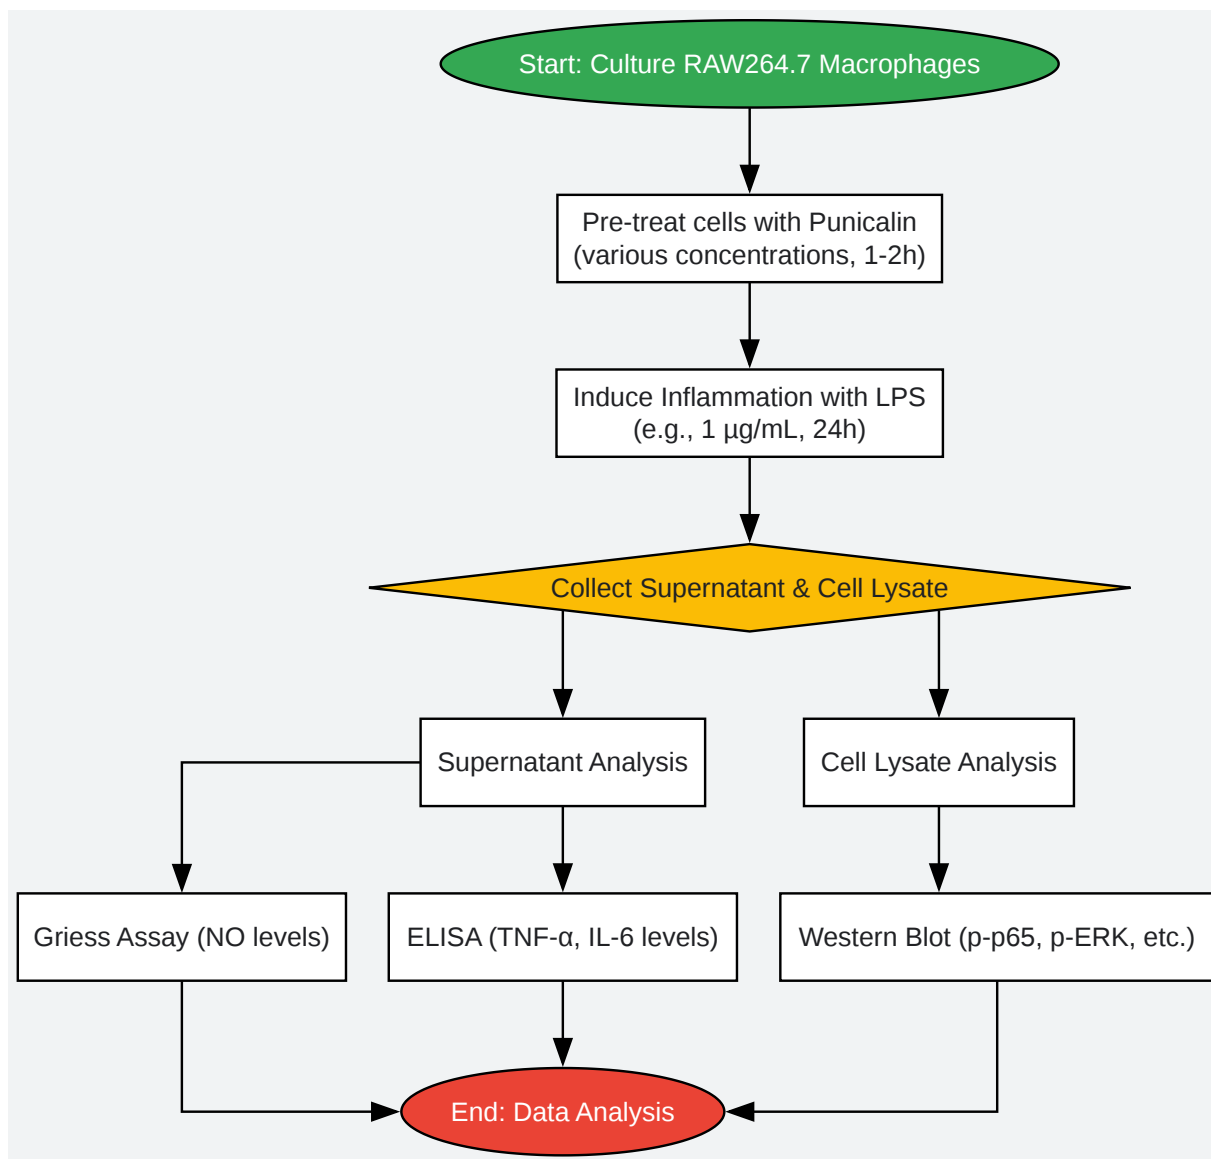 Start: Culture RAW264.7 Macrophages
Pre-treat cells with Punicalin
(various concentrations, 1-2h)
Induce Inflammation with LPS
(e.g., 1 µg/mL, 24h)
Collect Supernatant & Cell Lysate
Supernatant Analysis
Cell Lysate Analysis
Griess Assay (NO levels)
ELISA (TNF-α, IL-6 levels)
Western Blot (p-p65, p-ERK, etc.)
End: Data Analysis